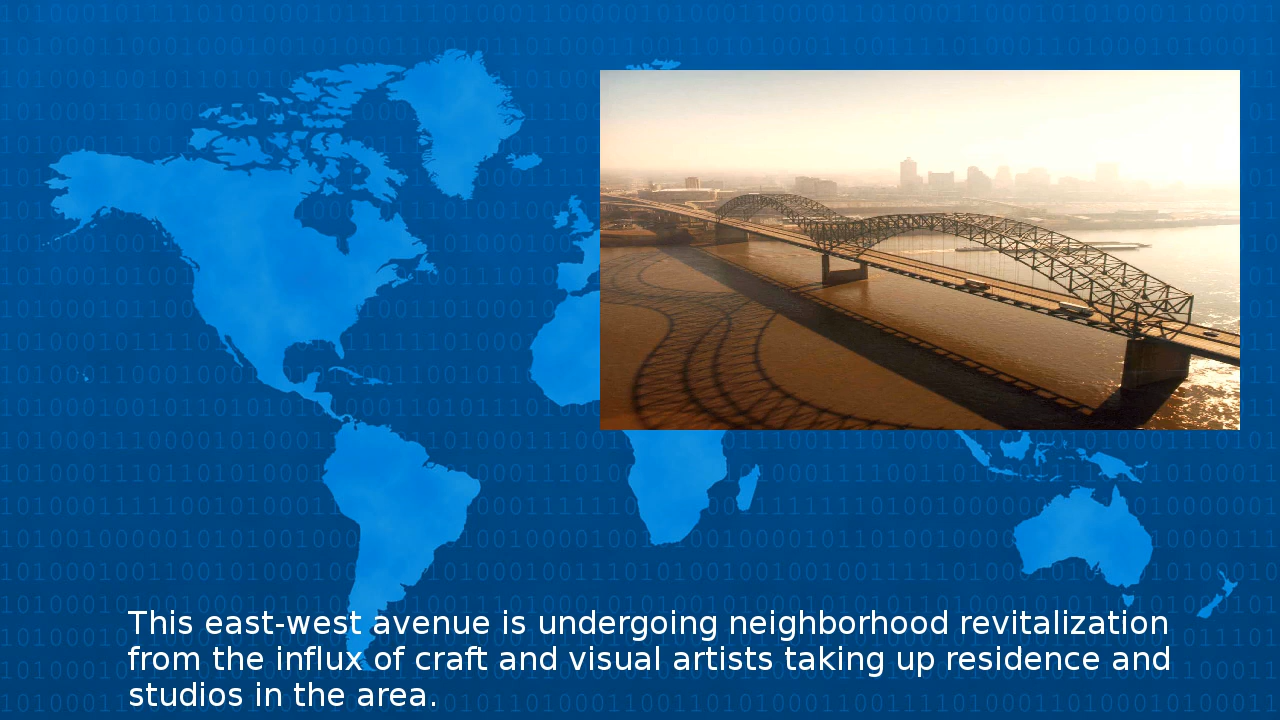 This east-west avenue is undergoing neighborhood revitalization
from the influx of craft and visual artists taking up residence and
studios in the area.